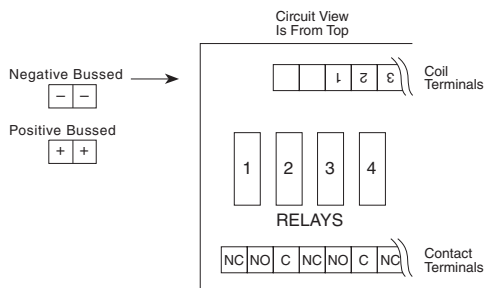 Circuit View
Is From Top
Negative Bussed
– –
Positive Bussed
+ +
1 2 3
Coil
Terminals
1 2 3 4
RELAYS
NC NO C NC NO C NC
Contact
Terminals